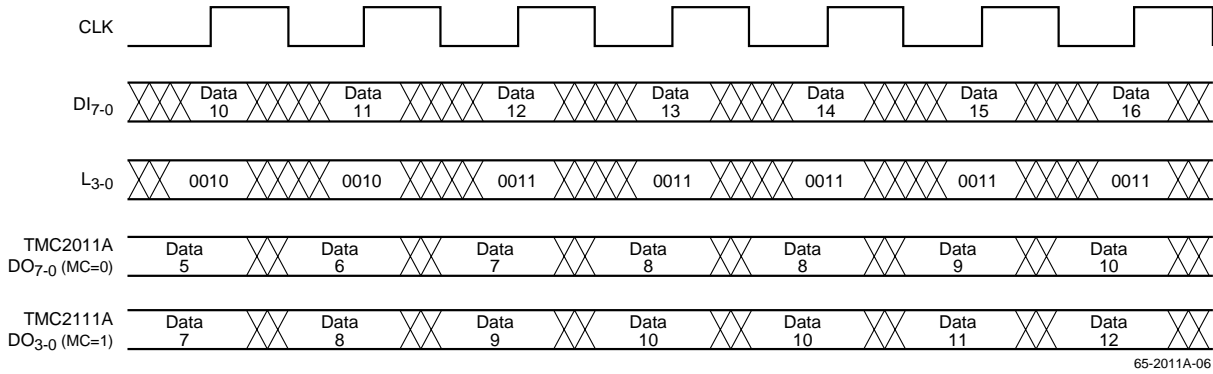 CLK
DI7-0
Data Data Data Data Data Data Data
10 11 12 13 14 15 16
L3-0
0010 0010 0011 0011 0011 0011 0011
TMC2011A
DO7-0 (MC=0)
Data Data Data Data Data Data Data
5 6 7 8 8 9 10
TMC2111A
DO3-0 (MC=1)
Data Data Data Data Data Data Data
7 8 9 10 10 11 12
65-2011A-06